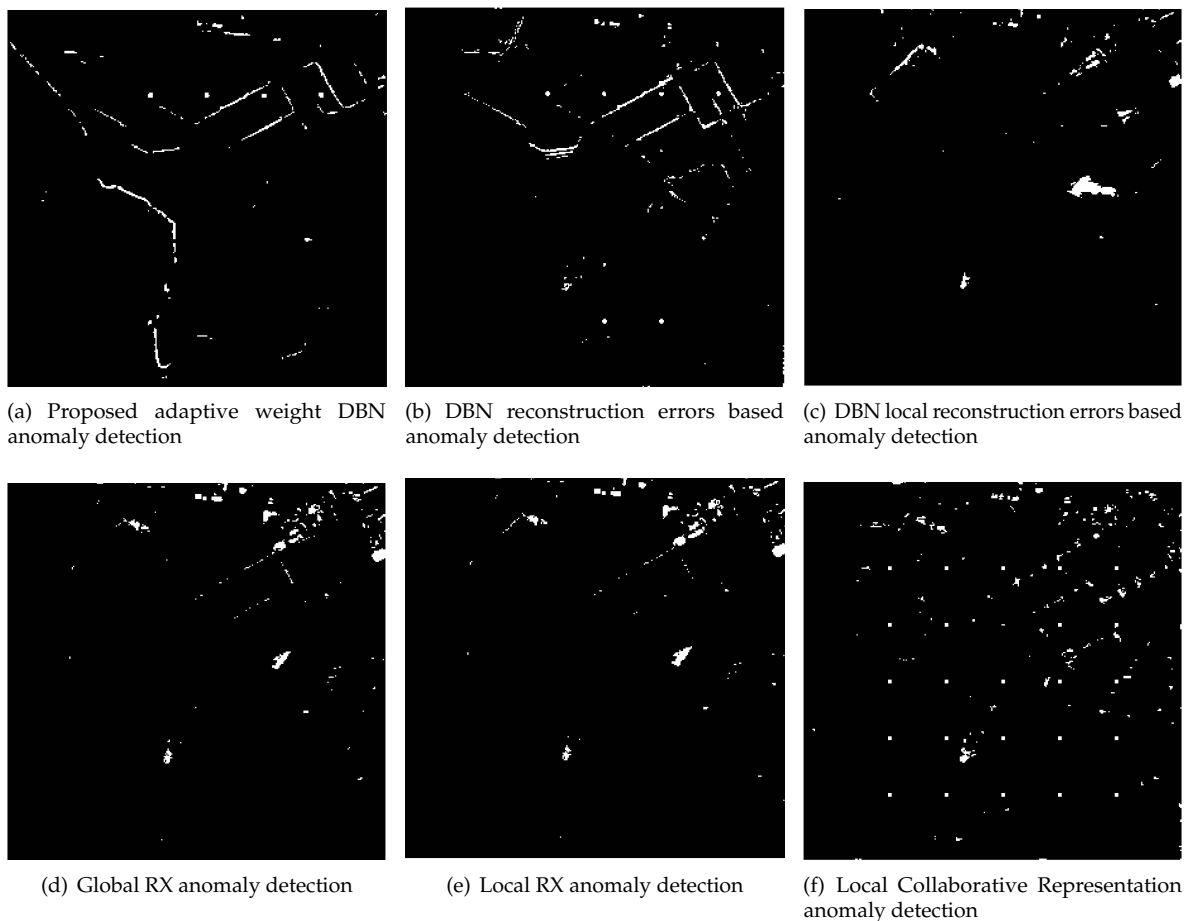 (a) Proposed adaptive weight DBN
anomaly detection
(b) DBN reconstruction errors based
anomaly detection
(c) DBN local reconstruction errors based
anomaly detection
(d) Global RX anomaly detection
(e) Local RX anomaly detection
(f) Local Collaborative Representation
anomaly detection